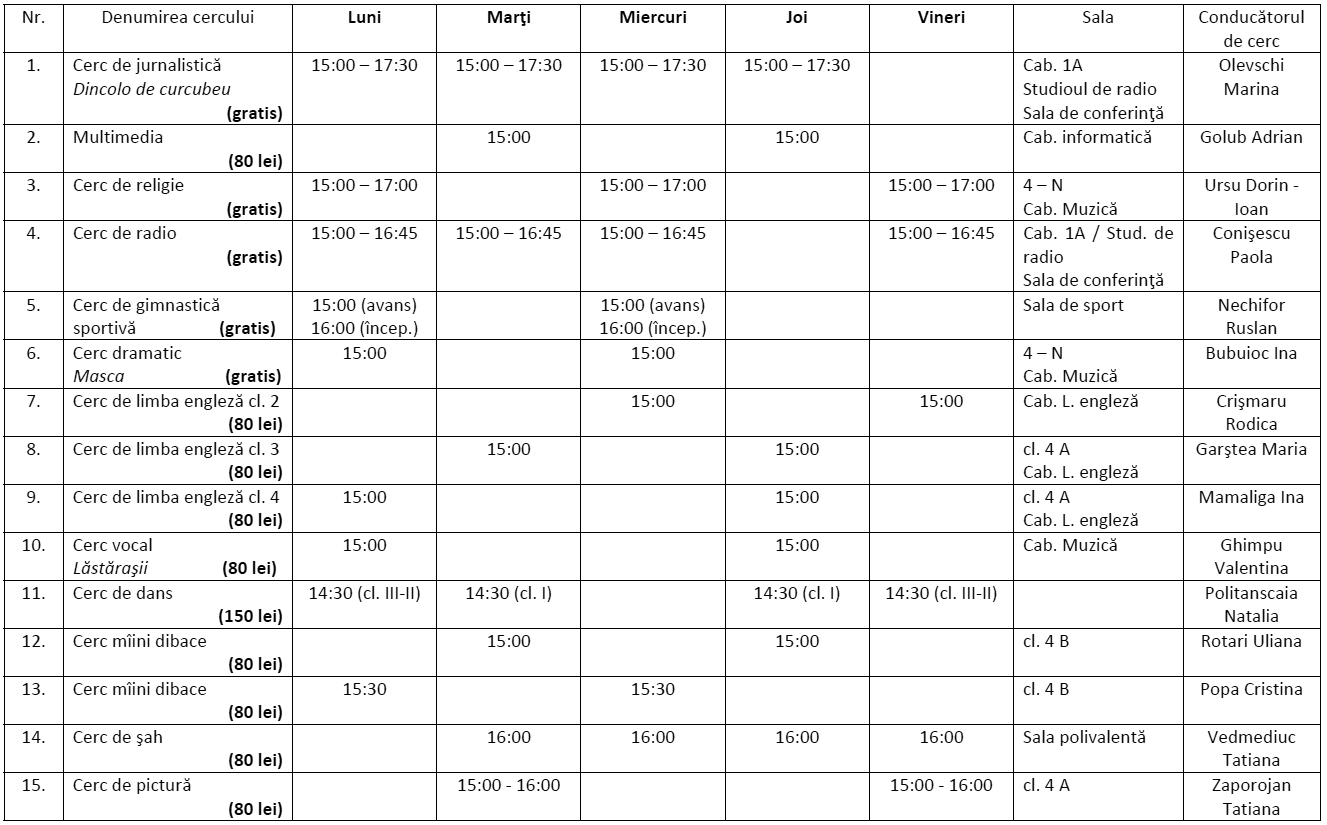 Nr. Denumirea cercului Luni Marţi Miercuri Joi Vineri Sala Conducătorul
de cerc
1. Cerc de jurnalistică 15:00 – 17:30 15:00 – 17:30 15:00 – 17:30 15:00 – 17:30 Cab. 1A Olevschi
Dincolo de curcubeu Studioul de radio Marina
(gratis) Sala de conferinţă
2. Multimedia 15:00 15:00 Cab. informatică Golub Adrian
(80 lei)
3. Cerc de religie 15:00 – 17:00 15:00 – 17:00 15:00 – 17:00 4 – N Ursu Dorin -
(gratis) Cab. Muzică Ioan
4. Cerc de radio 15:00 – 16:45 15:00 – 16:45 15:00 – 16:45 15:00 – 16:45 Cab. 1A / Stud. de Conişescu
(gratis) radio Paola
Sala de conferinţă
5. Cerc de gimnastică 15:00 (avans) 15:00 (avans) Sala de sport Nechifor
sportivă (gratis) 16:00 (încep.) 16:00 (încep.) Ruslan
6. Cerc dramatic 15:00 15:00 4 – N Bubuioc Ina
Masca (gratis) Cab. Muzică
7. Cerc de limba engleză cl. 2 15:00 15:00 Cab. L. engleză Crişmaru
(80 lei) Rodica
8. Cerc de limba engleză cl. 3 15:00 15:00 cl. 4 A Garştea Maria
(80 lei) Cab. L. engleză
9. Cerc de limba engleză cl. 4 15:00 15:00 cl. 4 A Mamaliga Ina
(80 lei) Cab. L. engleză
10. Cerc vocal 15:00 15:00 Cab. Muzică Ghimpu
Lăstăraşii (80 lei) Valentina
11. Cerc de dans 14:30 (cl. III-II) 14:30 (cl. I) 14:30 (cl. I) 14:30 (cl. III-II) Politanscaia
(150 lei) Natalia
12. Cerc mîini dibace 15:00 15:00 cl. 4 B Rotari Uliana
(80 lei)
13. Cerc mîini dibace 15:30 15:30 cl. 4 B Popa Cristina
(80 lei)
14. Cerc de şah 16:00 16:00 16:00 16:00 Sala polivalentă Vedmediuc
(80 lei) Tatiana
15. Cerc de pictură 15:00 - 16:00 15:00 - 16:00 cl. 4 A Zaporojan
(80 lei) Tatiana